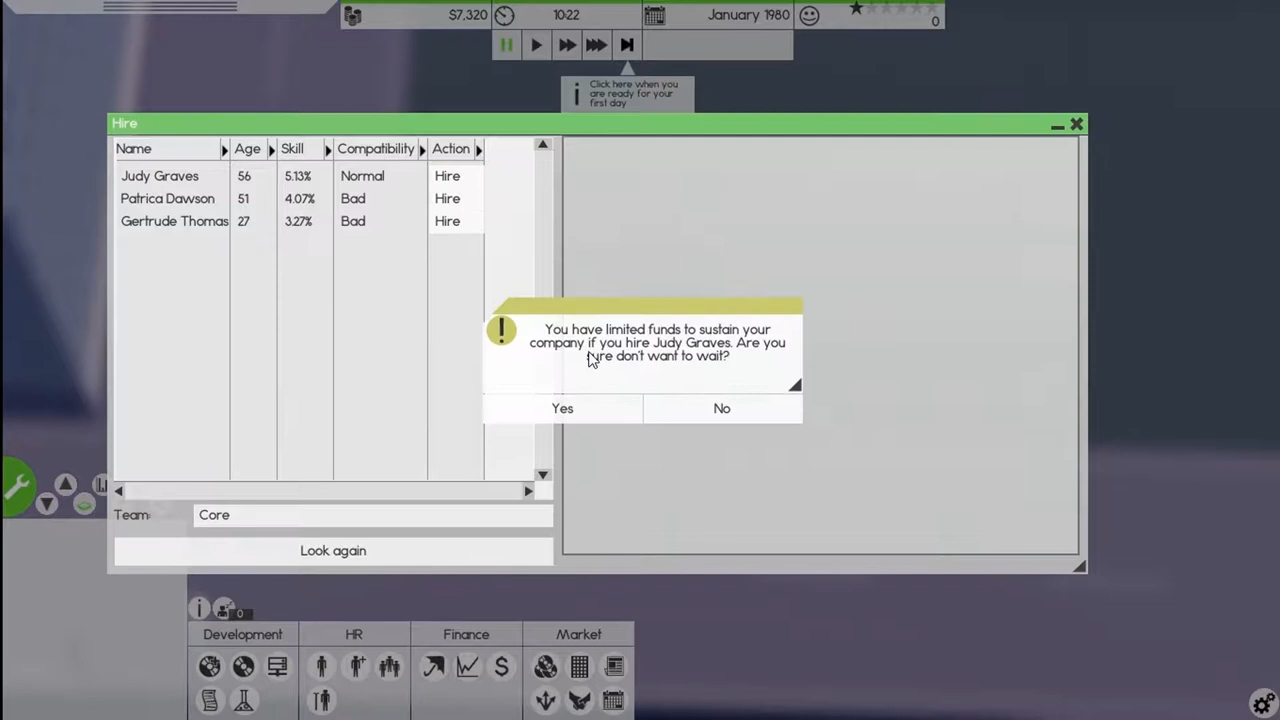 $7,320
10:22
January 1980
0
Click here when you
are ready for your
first day
Hire
Name Age Skill Compatibility Action
Judy Graves 56 5.13% Normal Hire
Patrica Dawson 51 4.07% Bad Hire
Gertrude Thomas 27 3.27% Bad Hire
You have limited funds to sustain your
company if you hire Judy Graves. Are you
sure don't want to wait?
Yes No
Team: Core
Look again
0
Development HR Finance Market